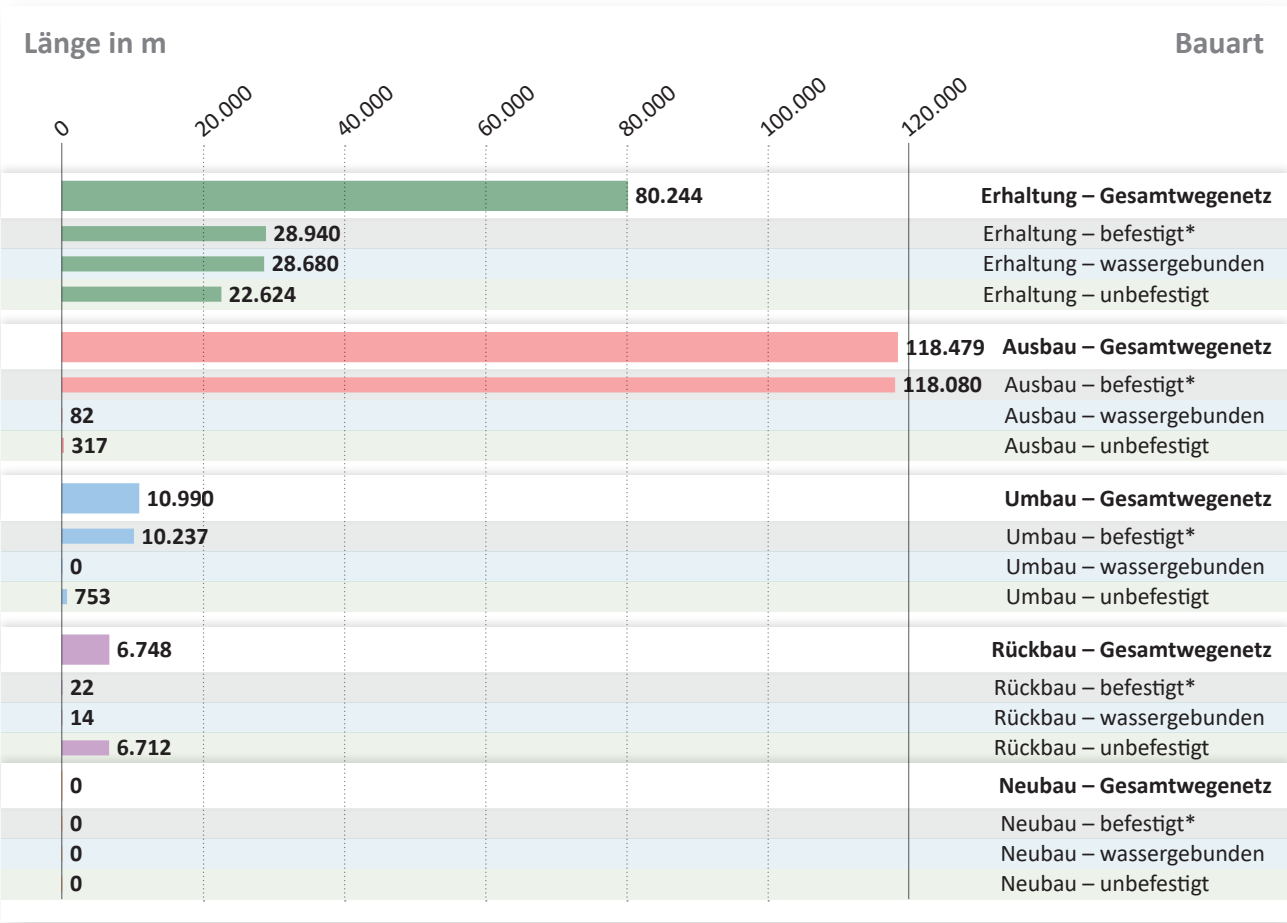 Länge in m Bauart
0 20.000 40.000 60.000 80.000 100.000 120.000
80.244 Erhaltung – Gesamtwegenetz
28.940 Erhaltung – befestigt*
28.680 Erhaltung – wassergebunden
22.624 Erhaltung – unbefestigt
118.479 Ausbau – Gesamtwegenetz
118.080 Ausbau – befestigt*
82 Ausbau – wassergebunden
317 Ausbau – unbefestigt
10.990 Umbau – Gesamtwegenetz
10.237 Umbau – befestigt*
0 Umbau – wassergebunden
753 Umbau – unbefestigt
6.748 Rückbau – Gesamtwegenetz
22 Rückbau – befestigt*
14 Rückbau – wassergebunden
6.712 Rückbau – unbefestigt
0 Neubau – Gesamtwegenetz
0 Neubau – befestigt*
0 Neubau – wassergebunden
0 Neubau – unbefestigt